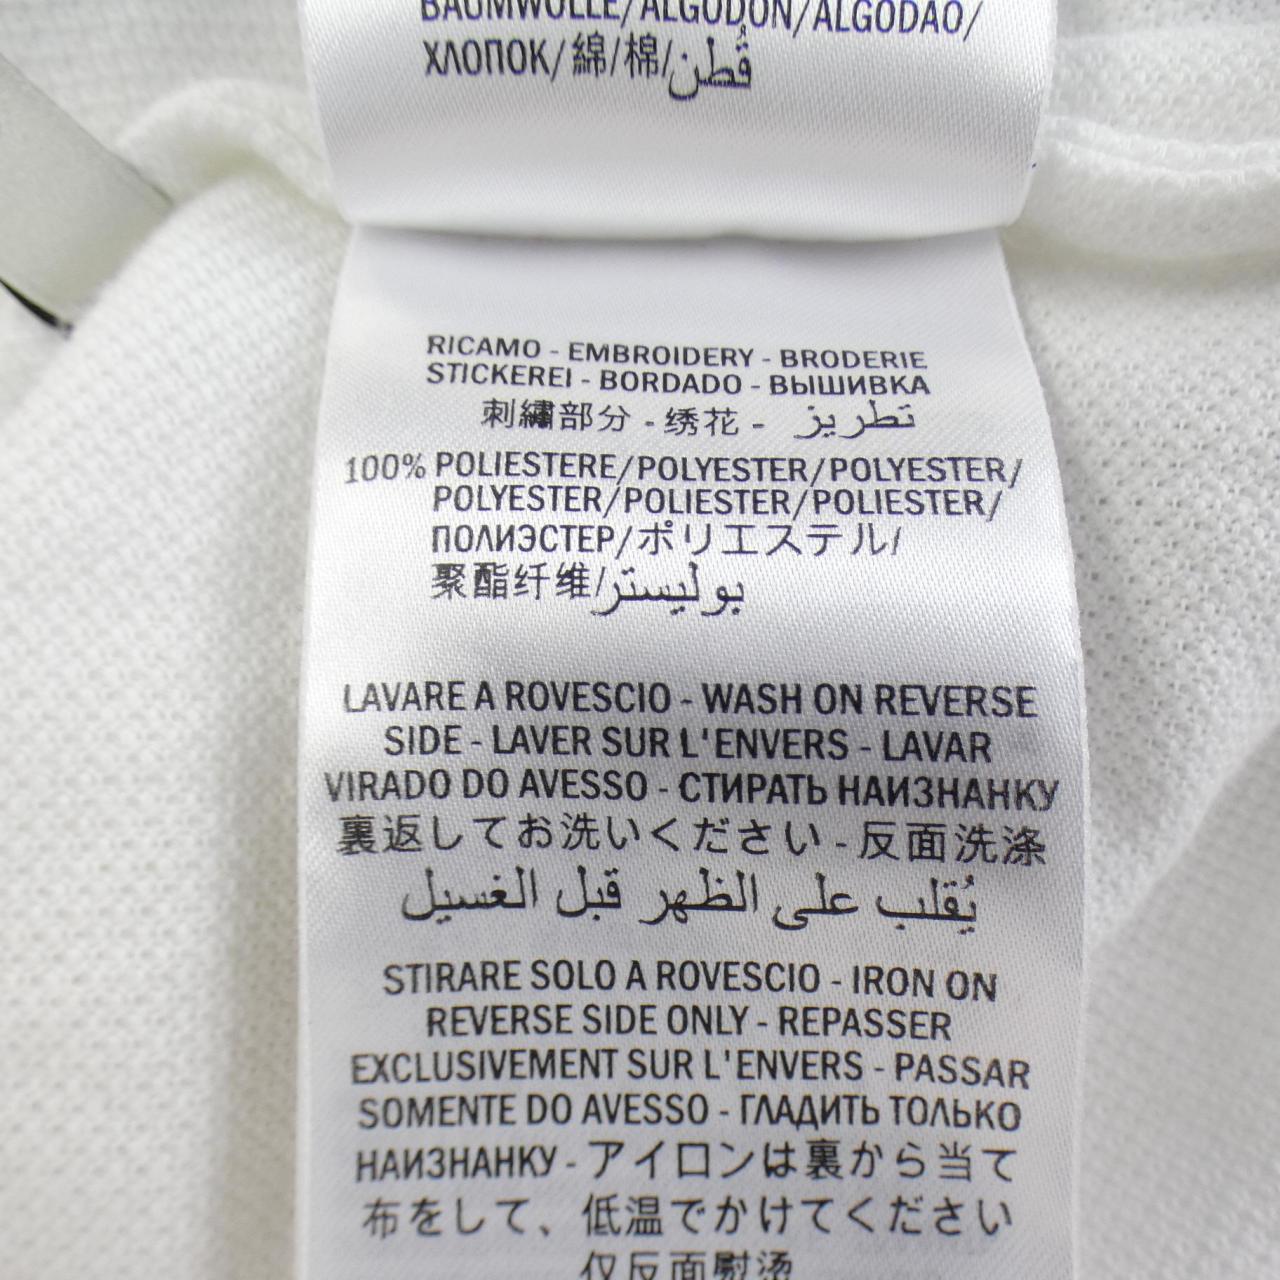 BAUMWOLLE/ALGODON/ALGODAO/
ХЛОПОК/綿/棉/قُطن
RICAMO - EMBROIDERY - BRODERIE
STICKEREI - BORDADO - ВЫШИВКА
刺繍部分 - 绣花 - تطريز
100% POLIESTERE/POLYESTER/POLYESTER/
POLYESTER/POLIESTER/POLIESTER/
ПОЛИЭСТЕР/ポリエステル/
聚酯纤维/بوليستر
LAVARE A ROVESCIO - WASH ON REVERSE
SIDE - LAVER SUR L'ENVERS - LAVAR
VIRADO DO AVESSO - СТИРАТЬ НАИЗНАНКУ
裏返してお洗いください - 反面洗涤
يُقلب على الظهر قبل الغسيل
STIRARE SOLO A ROVESCIO - IRON ON
REVERSE SIDE ONLY - REPASSER
EXCLUSIVEMENT SUR L'ENVERS - PASSAR
SOMENTE DO AVESSO - ГЛАДИТЬ ТОЛЬКО
НАИЗНАНКУ - アイロンは裏から当て
布をして、低温でかけてください
仅反面熨烫